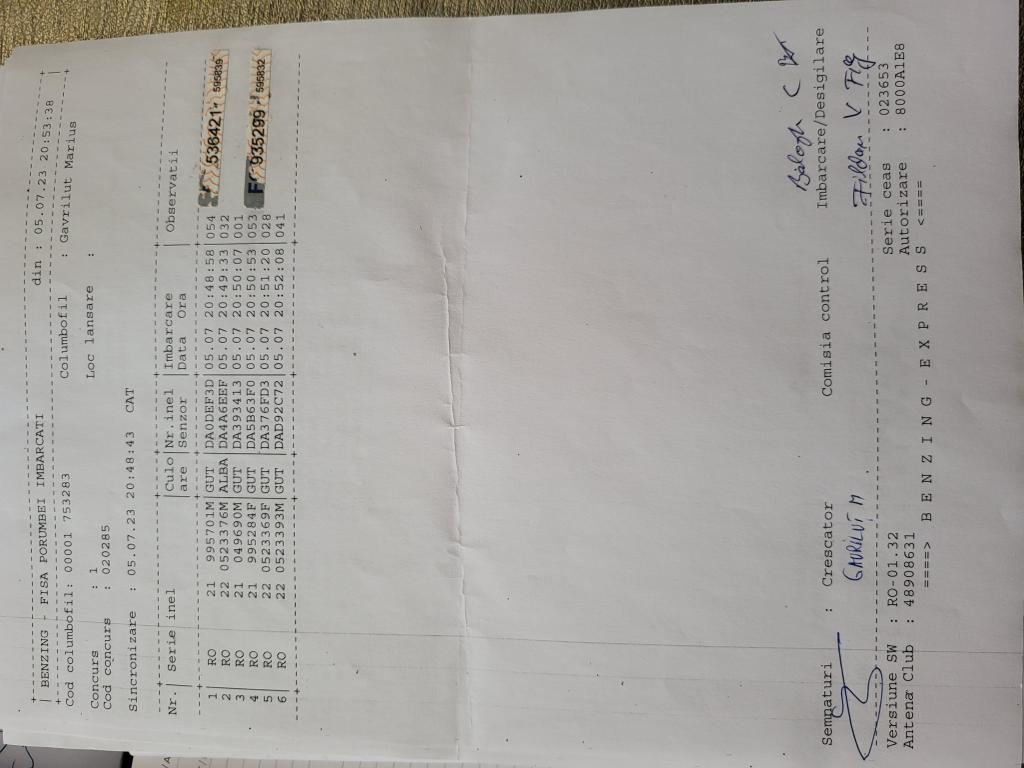 BENZING - FISA PORUMBEI IMBARCATI din : 05.07.23 20:53:38
Cod columbofil: 00001 753283 Columbofil : Gavrilut Marius
Concurs : 1 Loc lansare :
Cod concurs : 020285
Sincronizare : 05.07.23 20:48:43 CAT
Nr. | Serie inel |Culo|Nr.inel |Imbarcare | Observatii
|are |Senzor |Data Ora |
1 | RO 21 995701M|GUT |DA0DEF3D|05.07 20:48:58|054 536421 595839
2 | RO 22 0523376M|ALBA|DA4A6EEF|05.07 20:49:33|032
3 | RO 21 049690M|GUT |DA393413|05.07 20:50:07|001
4 | RO 21 995284F|GUT |DA5B63F0|05.07 20:50:53|053 935299 595832
5 | RO 22 0523369F|GUT |DA376FD3|05.07 20:51:20|028
6 | RO 22 0523393M|GUT |DAD92C72|05.07 20:52:08|041
Balogh C
Semnaturi : Crescator Comisia control Imbarcare/Desigilare
GAVRILUȚ M
Versiune SW : RO-01.32 Serie ceas : 023653
Antena Club : 48908631 Autorizare : 8000A1E8
====> B E N Z I N G - E X P R E S S <====